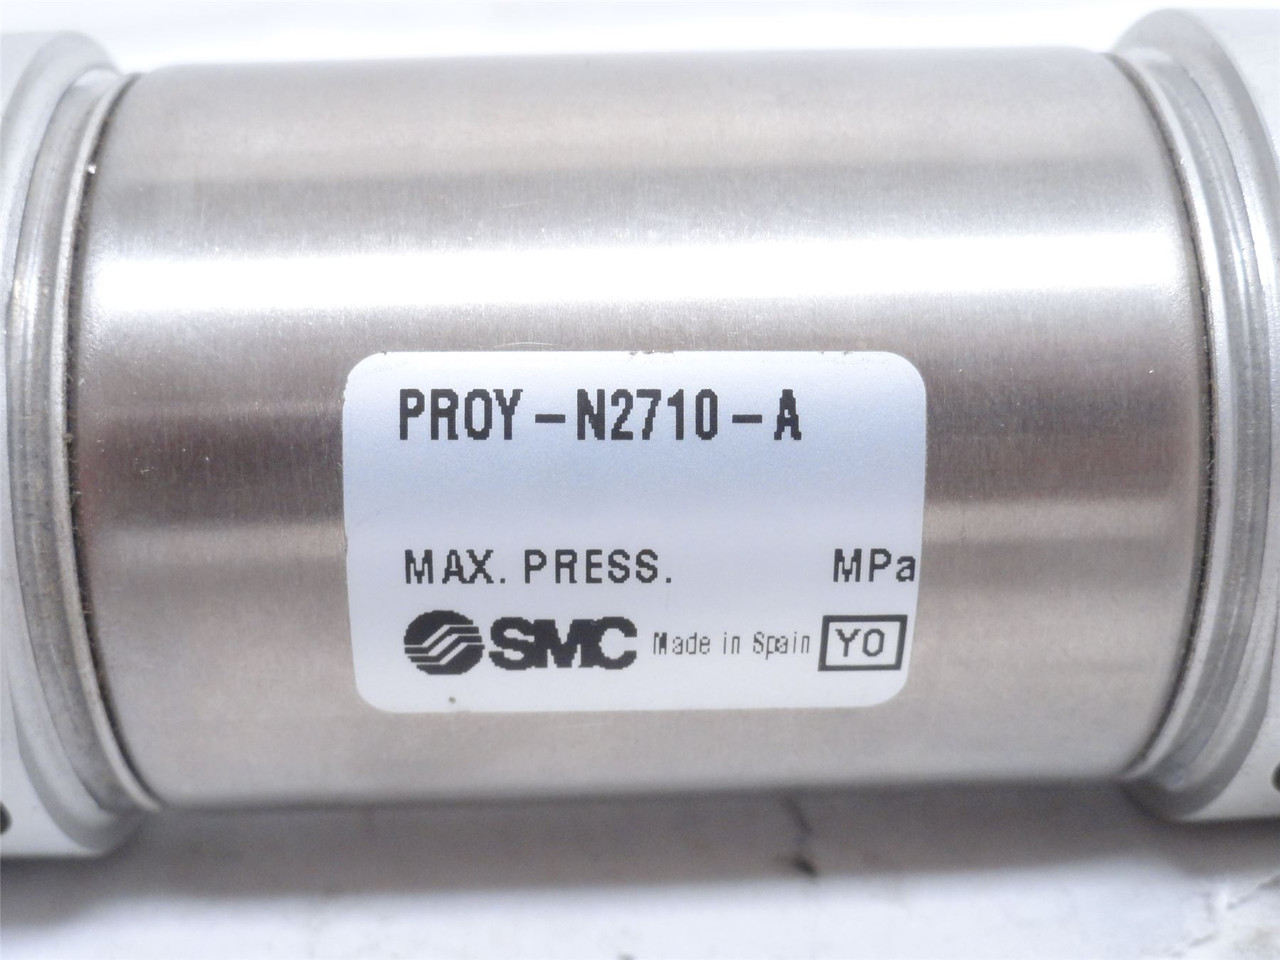 PROY-N2710-A
MAX. PRESS. MPa
SMC Made in Spain YO